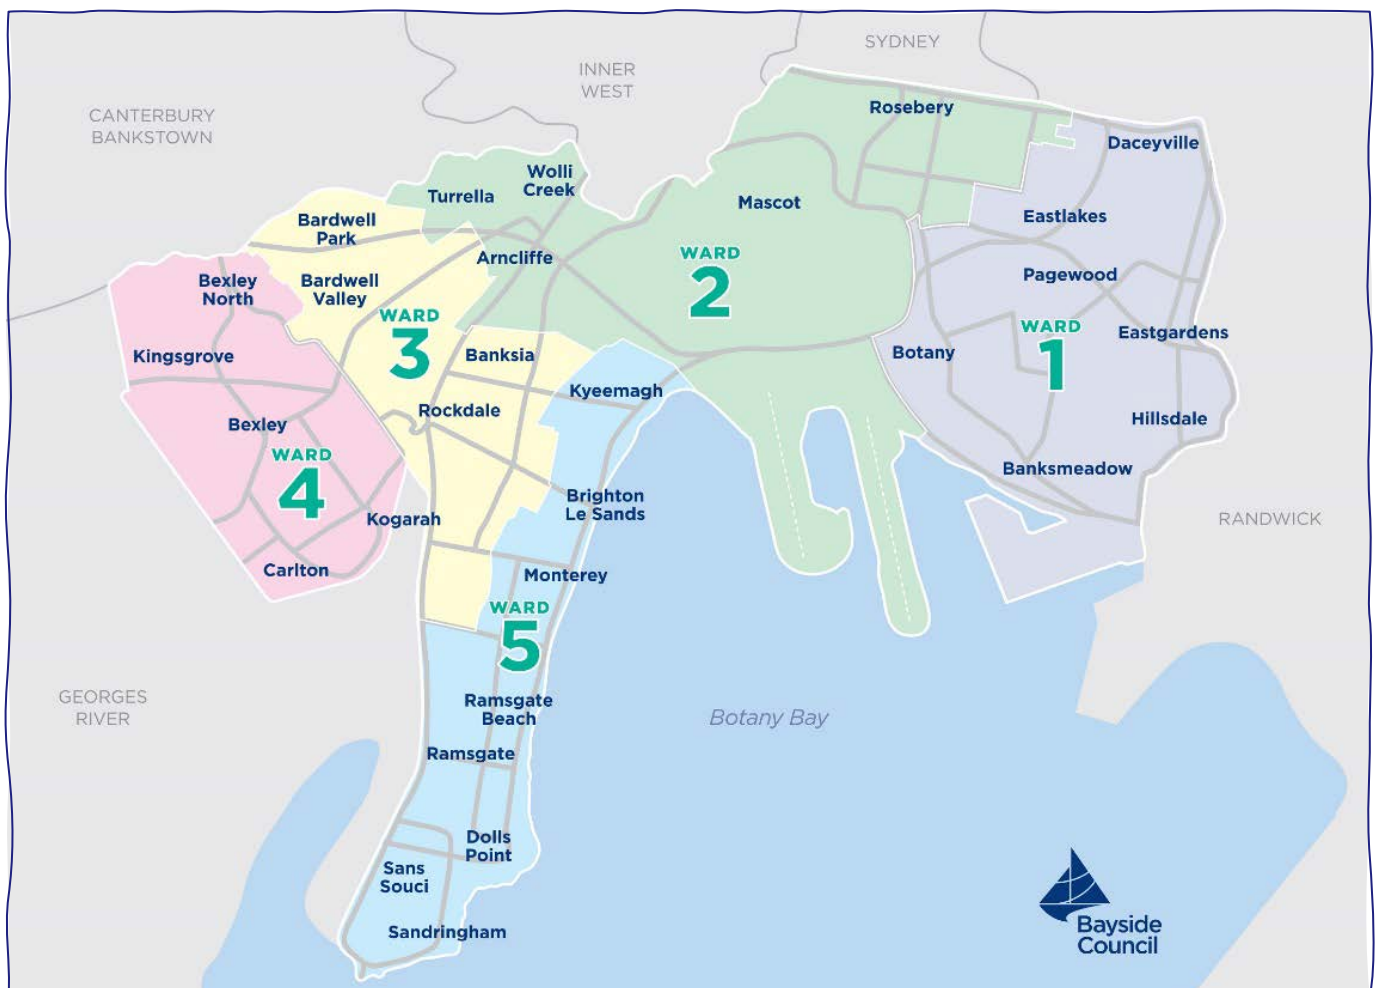 SYDNEY
INNER
WEST
CANTERBURY
BANKSTOWN
Rosebery
Daceyville
Wolli
Creek
Turrella
Mascot
Bardwell
Park
Eastlakes
Arncliffe
WARD
2
Pagewood
Bexley
North
Bardwell
Valley
WARD
3
WARD
1
Eastgardens
Kingsgrove
Banksia
Botany
Kyeemagh
Rockdale
Hillsdale
Bexley
WARD
4
Banksmeadow
Brighton
Le Sands
Kogarah
RANDWICK
Carlton
Monterey
WARD
5
GEORGES
RIVER
Ramsgate
Beach
Botany Bay
Ramsgate
Dolls
Point
Sans
Souci
Sandringham
Bayside
Council